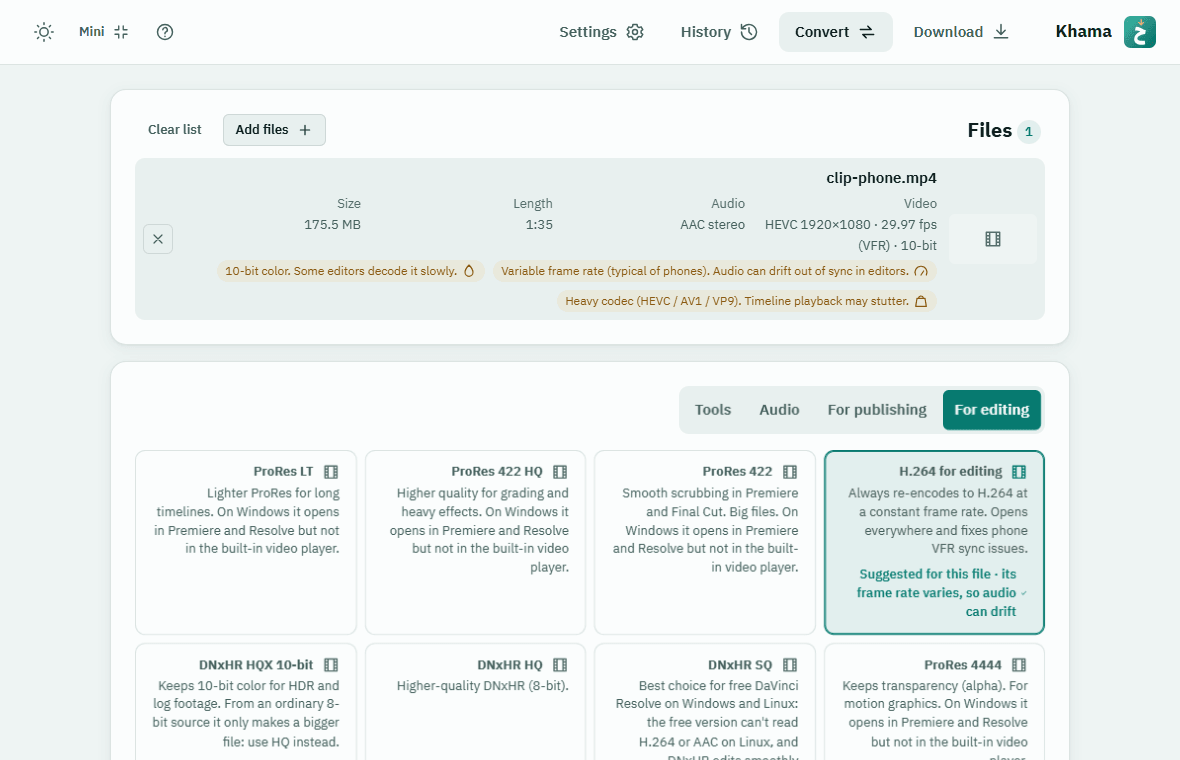 Khama
Download
Convert
History
Settings
Mini
Files 1
Add files
Clear list
clip-phone.mp4
Video
HEVC 1920×1080 · 29.97 fps
(VFR) · 10-bit
Audio
AAC stereo
Length
1:35
Size
175.5 MB
Variable frame rate (typical of phones). Audio can drift out of sync in editors.
10-bit color. Some editors decode it slowly.
Heavy codec (HEVC / AV1 / VP9). Timeline playback may stutter.
For editing
For publishing
Audio
Tools
H.264 for editing
Always re-encodes to H.264 at
a constant frame rate. Opens
everywhere and fixes phone
VFR sync issues.
Suggested for this file · its
frame rate varies, so audio
can drift
ProRes 422
Smooth scrubbing in Premiere
and Final Cut. Big files. On
Windows it opens in Premiere
and Resolve but not in the built-
in video player.
ProRes 422 HQ
Higher quality for grading and
heavy effects. On Windows it
opens in Premiere and Resolve
but not in the built-in video
player.
ProRes LT
Lighter ProRes for long
timelines. On Windows it opens
in Premiere and Resolve but not
in the built-in video player.
ProRes 4444
Keeps transparency (alpha). For
motion graphics. On Windows it
opens in Premiere and Resolve
but not in the built-in video
player.
DNxHR SQ
Best choice for free DaVinci
Resolve on Windows and Linux:
the free version can't read
H.264 or AAC on Linux, and
DNxHR edits smoothly
DNxHR HQ
Higher-quality DNxHR (8-bit).
DNxHR HQX 10-bit
Keeps 10-bit color for HDR and
log footage. From an ordinary 8-
bit source it only makes a bigger
file: use HQ instead.